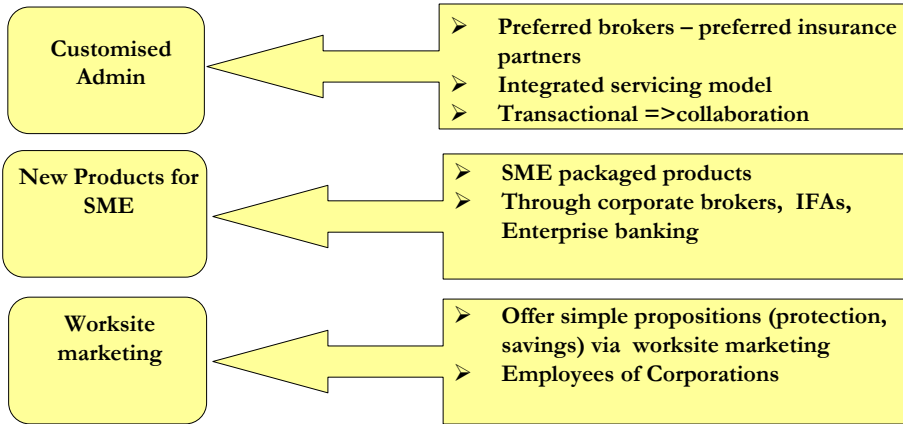 Customised
Admin
➢ Preferred brokers – preferred insurance
partners
➢ Integrated servicing model
➢ Transactional =>collaboration
New Products for
SME
➢ SME packaged products
➢ Through corporate brokers, IFAs,
Enterprise banking
Worksite
marketing
➢ Offer simple propositions (protection,
savings) via worksite marketing
➢ Employees of Corporations